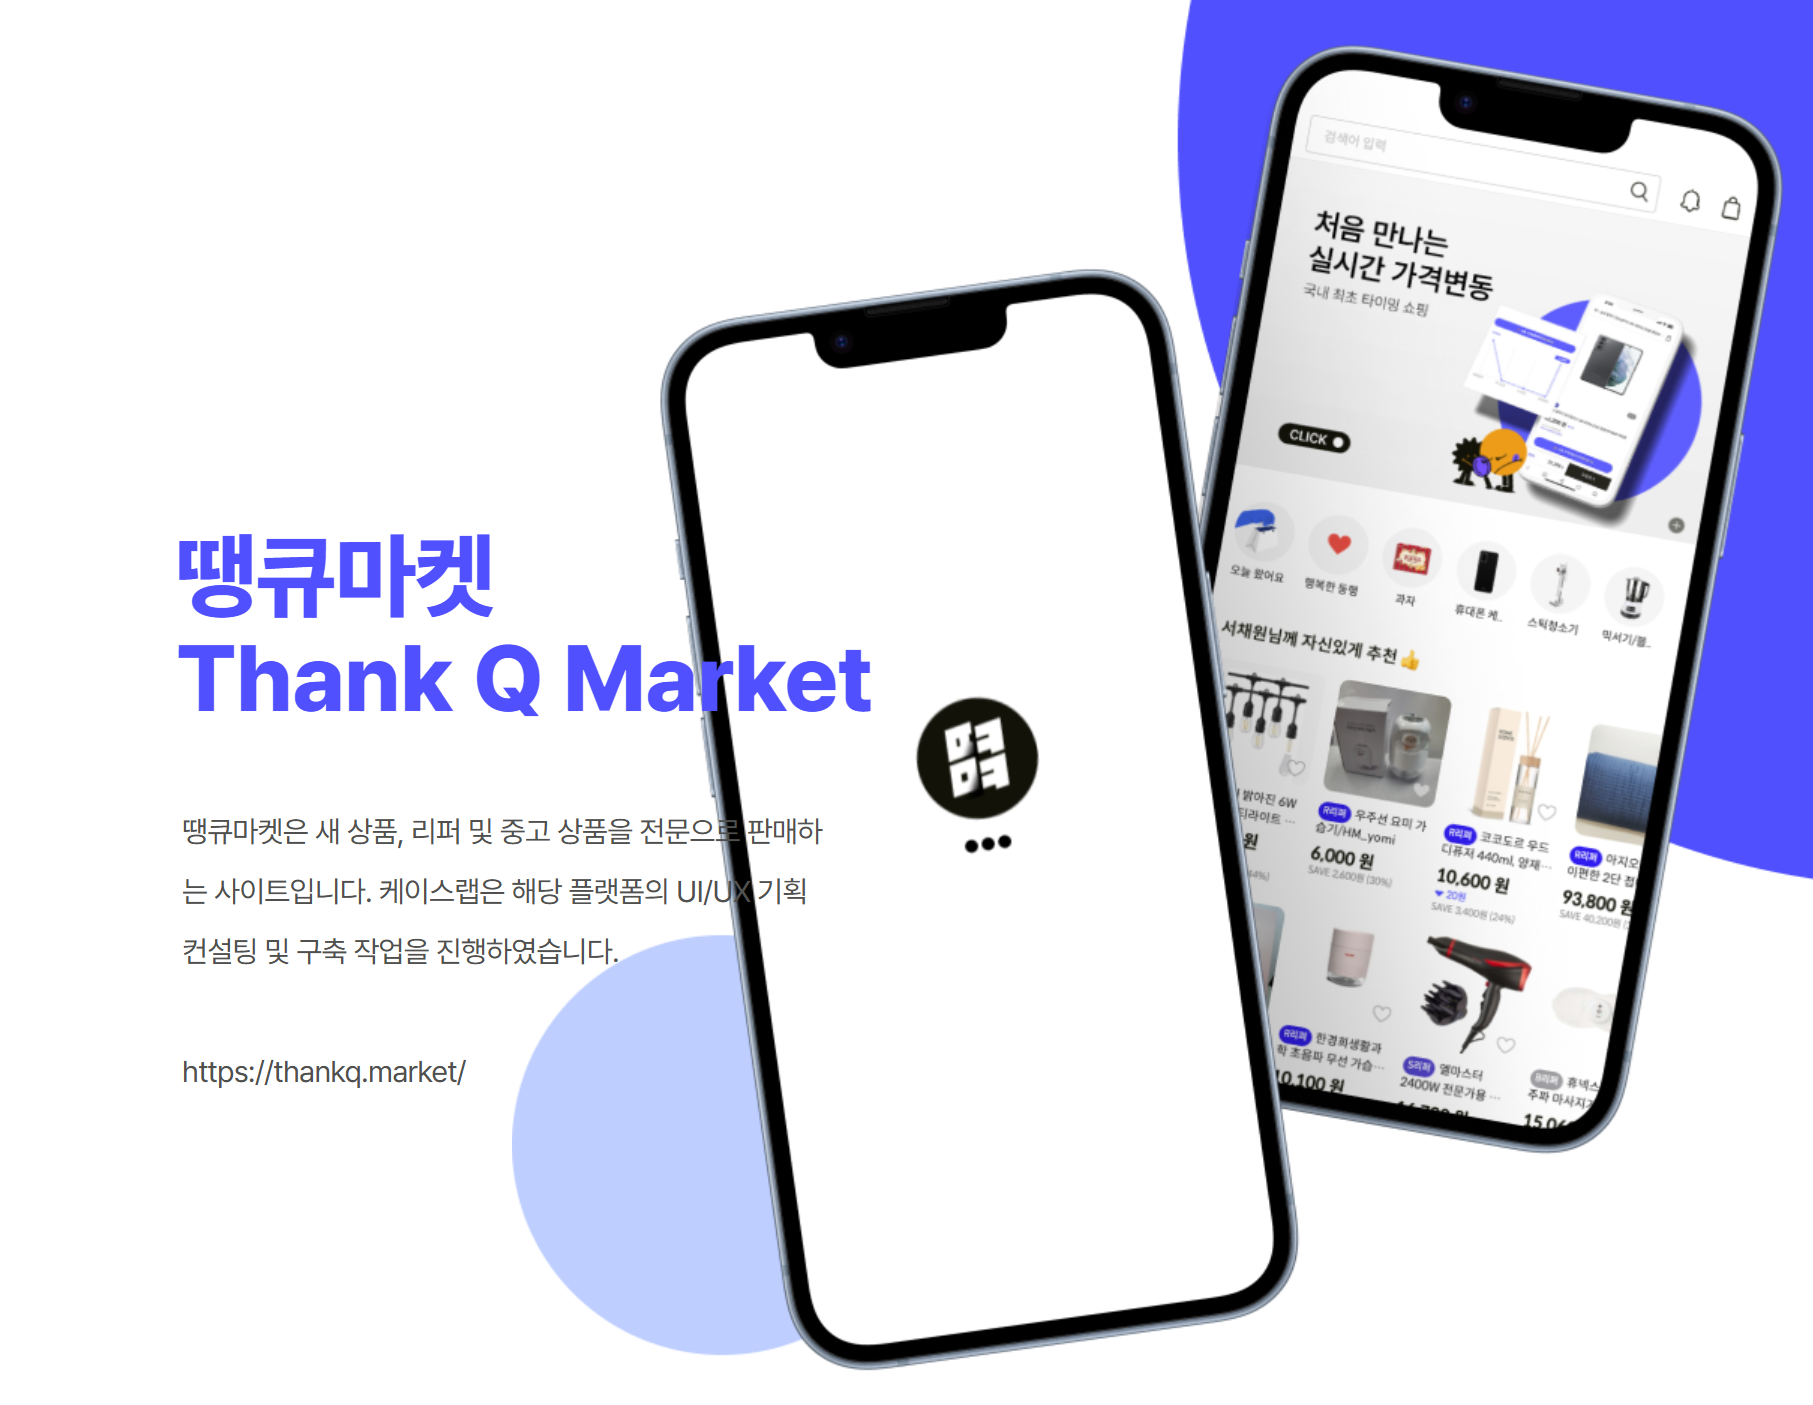 땡큐마켓
Thank Q Market
땡큐마켓은 새 상품, 리퍼 및 중고 상품을 전문으로 판매하
는 사이트입니다. 케이스랩은 해당 플랫폼의 UI/UX 기획
컨설팅 및 구축 작업을 진행하였습니다.
https://thankq.market/
땡큐
마켓
검색어 입력
처음 만나는
실시간 가격변동
국내 최초 타이밍 쇼핑
CLICK
오늘 왔어요
행복한 동행
과자
휴대폰 케..
스틱청소기
믹서기/블..
서채원님께 자신있게 추천
밝아진 6W
티라이트 ...
원
R리퍼 우주선 요미 가
습기/HM_yomi
6,000 원
SAVE 2,600원 (30%)
R리퍼 코코도르 우드
디퓨저 440ml, 양재...
10,600 원
20원
SAVE 3,400원 (24%)
R리퍼 아지오
이편한 2단 접
93,800 원
SAVE 40,200원
R리퍼 한경희생활과
학 초음파 무선 가습...
10,100 원
S리퍼 엘마스터
2400W 전문가용 ...
B리퍼 휴넥스
주파 마사지기